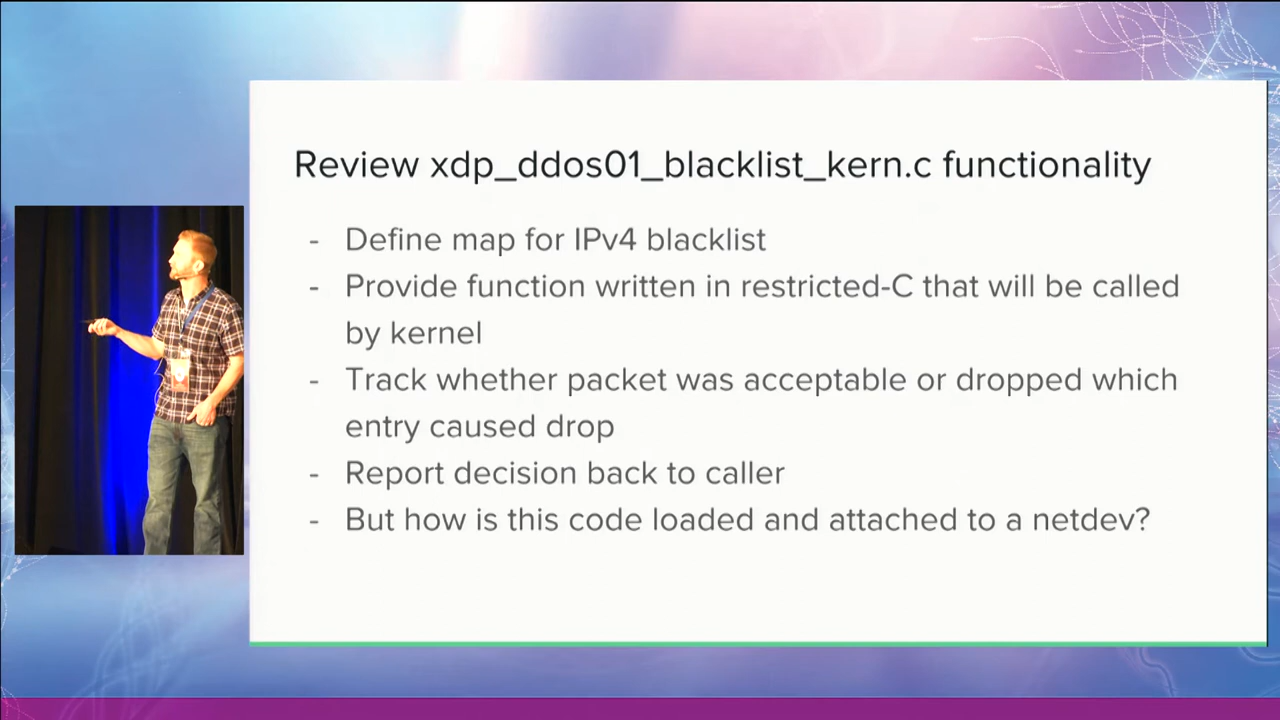 Review xdp_ddos01_blacklist_kern.c functionality
- Define map for IPv4 blacklist
- Provide function written in restricted-C that will be called
by kernel
- Track whether packet was acceptable or dropped which
entry caused drop
- Report decision back to caller
- But how is this code loaded and attached to a netdev?